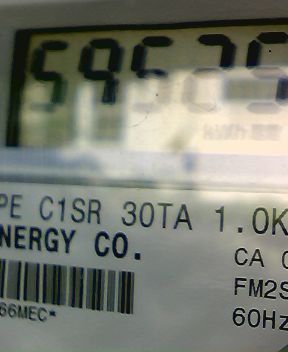 PE C1SR 30TA 1.0K
NERGY CO.
CA
FM2S
66MEC*
60Hz